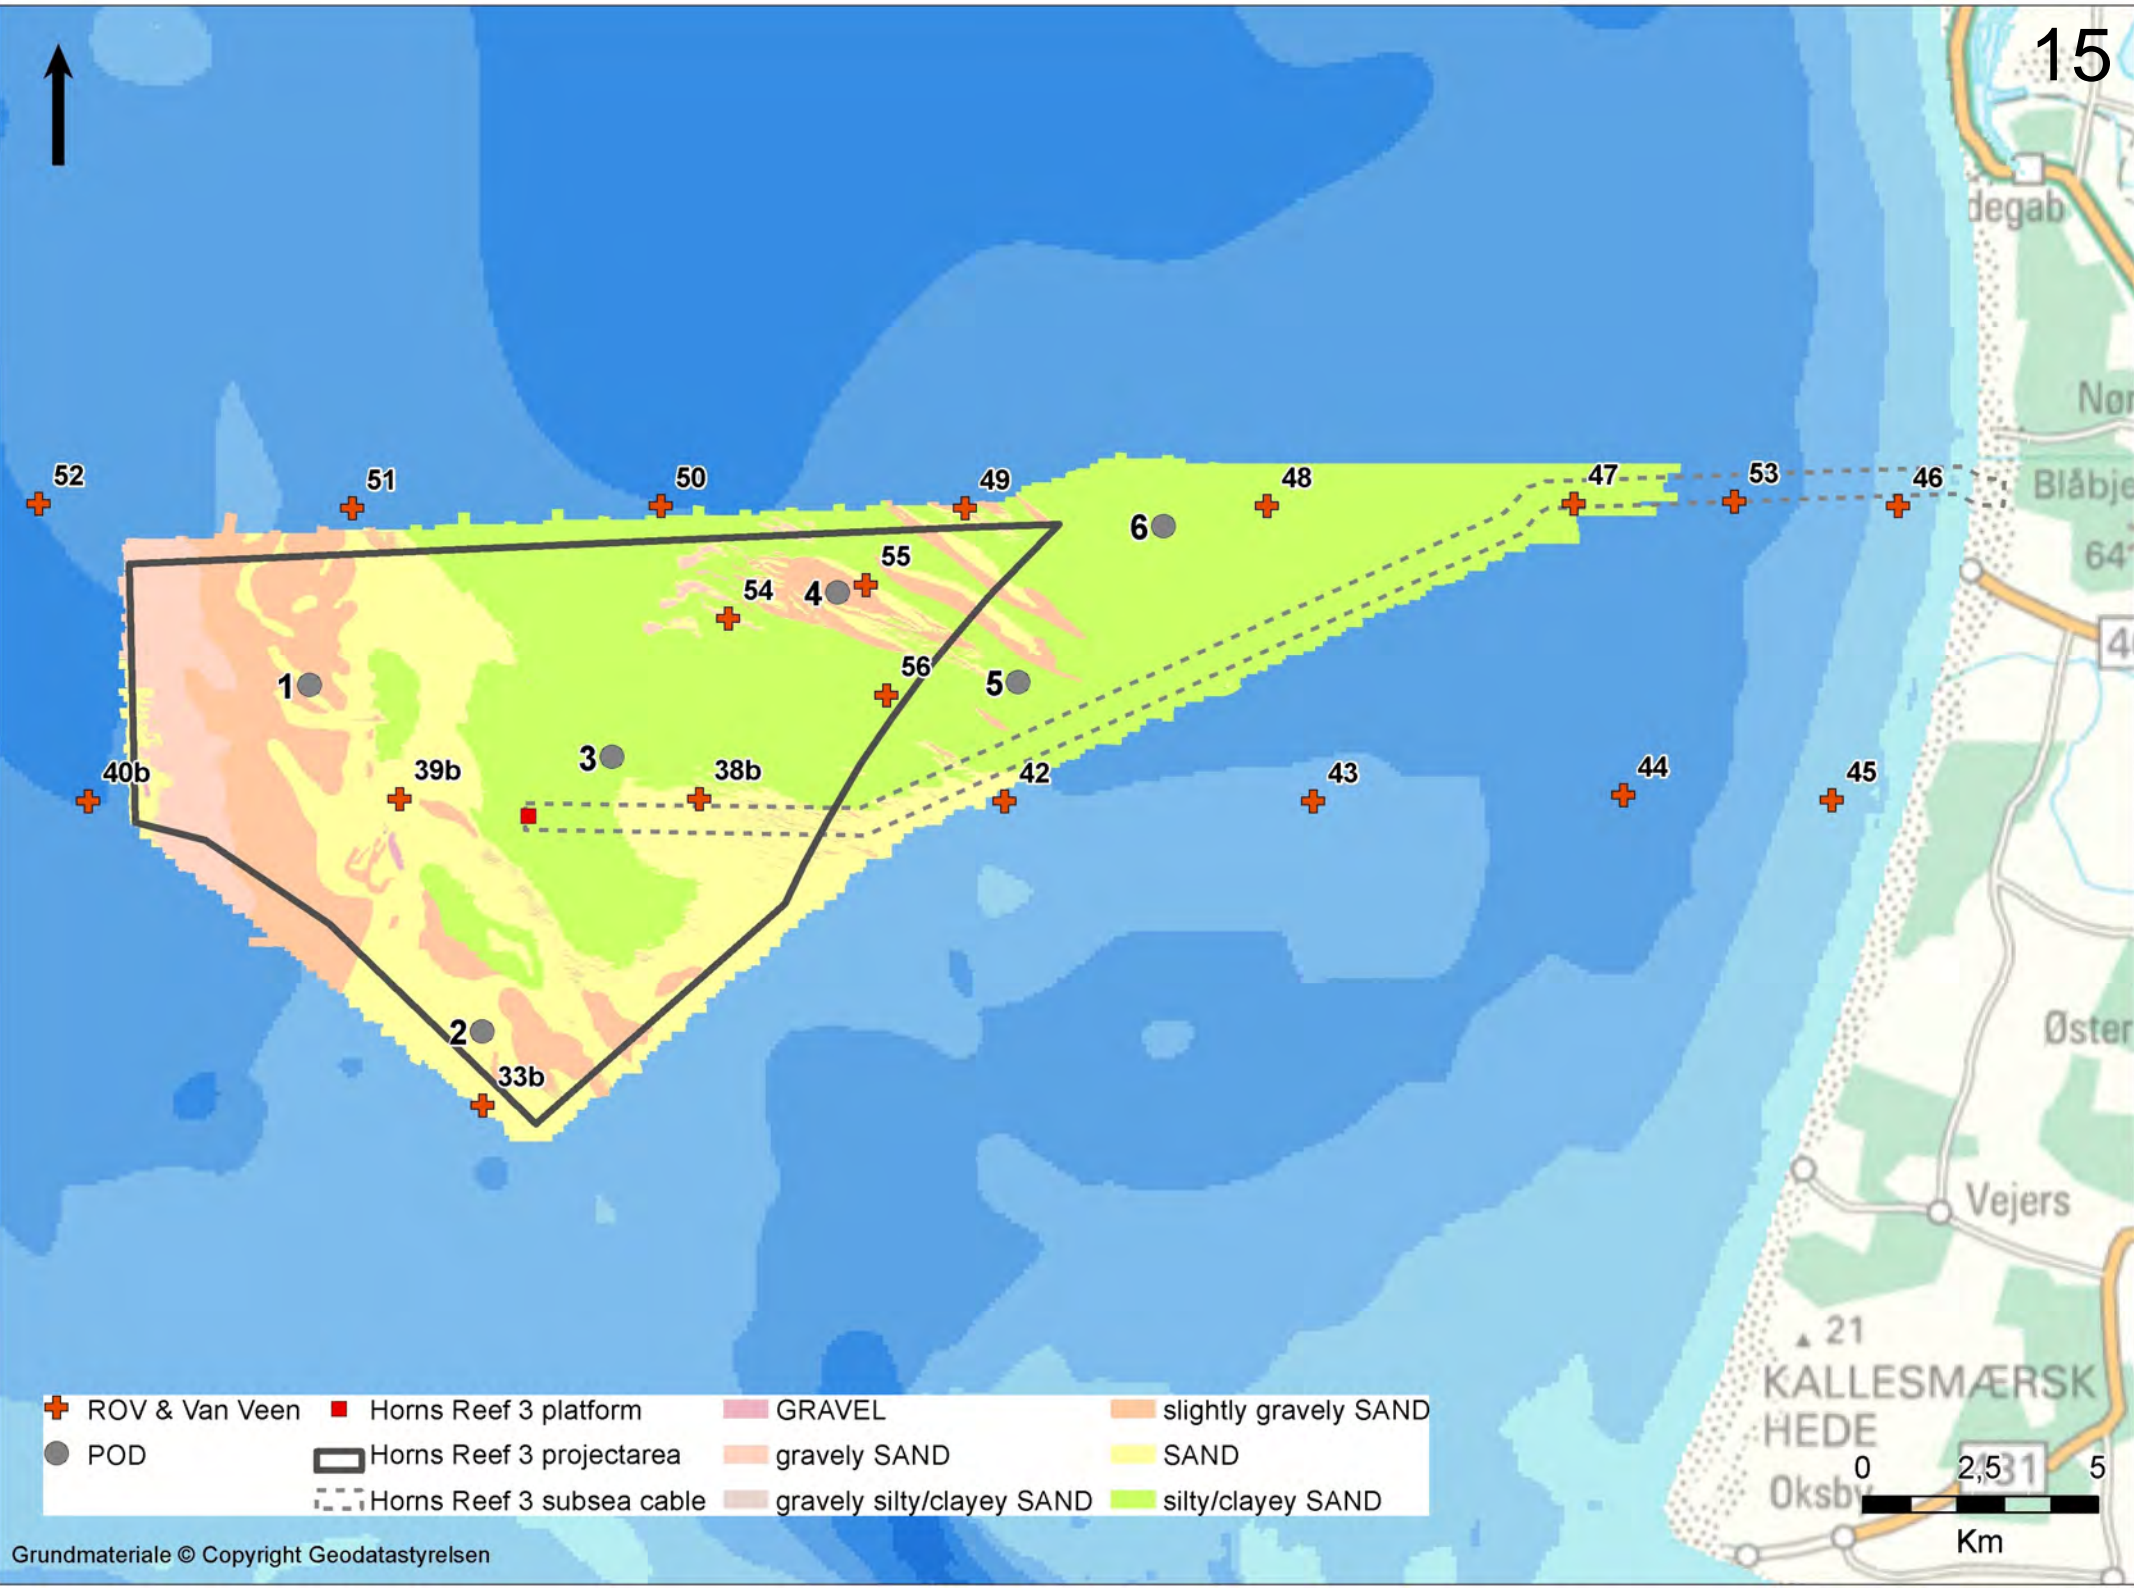 15
degab
Nør
52
51
50
49
48
47
53
46
Blåbje
64
6
55
54
4
40
1
56
5
3
40b
39b
38b
42
43
44
45
Øster
2
33b
Vejers
21
KALLESMÆRSK
HEDE
431
Oksby
0 2,5 5
Km
ROV & Van Veen
Horns Reef 3 platform
GRAVEL
slightly gravely SAND
POD
Horns Reef 3 projectarea
gravely SAND
SAND
Horns Reef 3 subsea cable
gravely silty/clayey SAND
silty/clayey SAND
Grundmateriale © Copyright Geodatastyrelsen